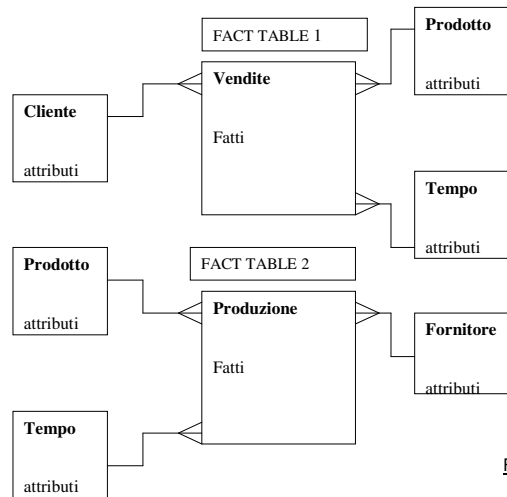 FACT TABLE 1
Prodotto
attributi
Vendite
Fatti
Cliente
attributi
Tempo
attributi
Prodotto
attributi
FACT TABLE 2
Produzione
Fatti
Fornitore
attributi
Tempo
attributi